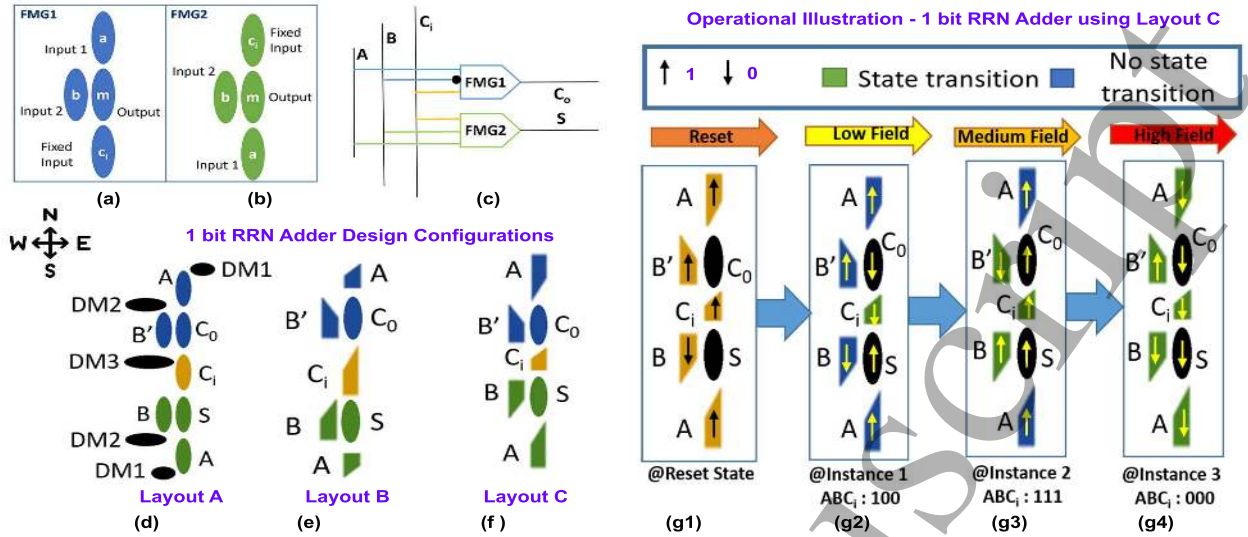 FMG1
a
Input 1
b
m
Input 2
Output
Fixed
Input
ci
(a)
FMG2
ci
Fixed
Input
Input 2
b
m
Output
Input 1
a
(b)
A
B
Ci
FMG1
Co
S
FMG2
(c)
N
W
E
S
1 bit RRN Adder Design Configurations
A
DM1
DM2
B'
C0
DM3
Ci
B
S
DM2
A
DM1
Layout A
(d)
A
B'
C0
Ci
B
S
A
Layout B
(e)
A
B'
C0
Ci
B
S
A
Layout C
(f )
Operational Illustration - 1 bit RRN Adder using Layout C
1
0
State transition
No state
transition
Reset
Low Field
Medium Field
High Field
A
B'
C0
Ci
B
S
A
@Reset State
(g1)
A
C0
B'
Ci
B
S
A
@Instance 1
ABCi : 100
(g2)
A
C0
B'
Ci
B
S
A
@Instance 2
ABCi : 111
(g3)
A
C0
B'
Ci
B
S
A
@Instance 3
ABCi : 000
(g4)
script